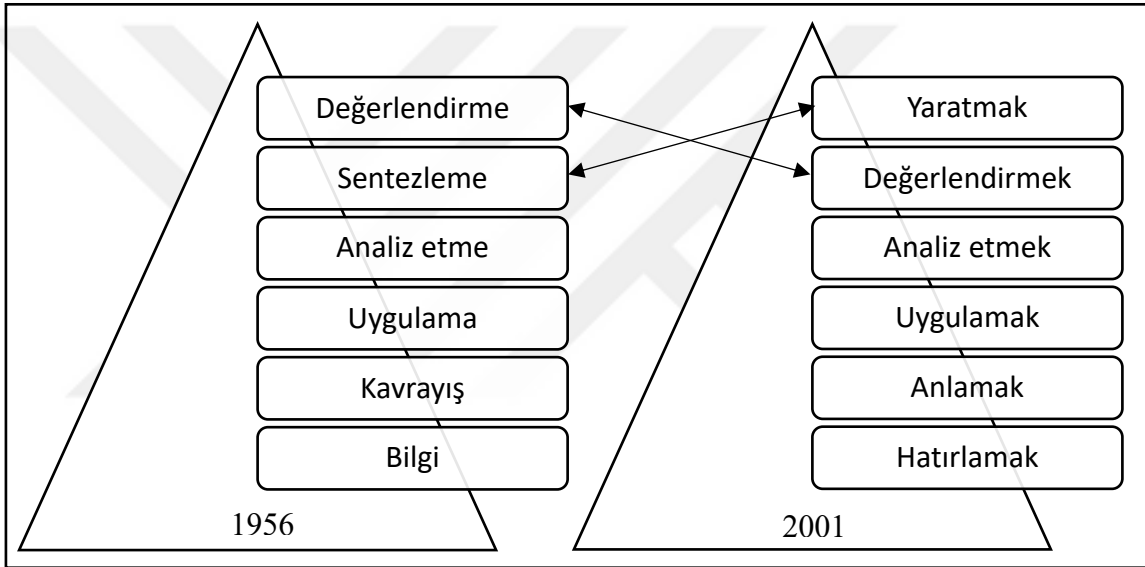 Değerlendirme
Sentezleme
Analiz etme
Uygulama
Kavrayış
Bilgi
1956
Yaratmak
Değerlendirmek
Analiz etmek
Uygulamak
Anlamak
Hatırlamak
2001